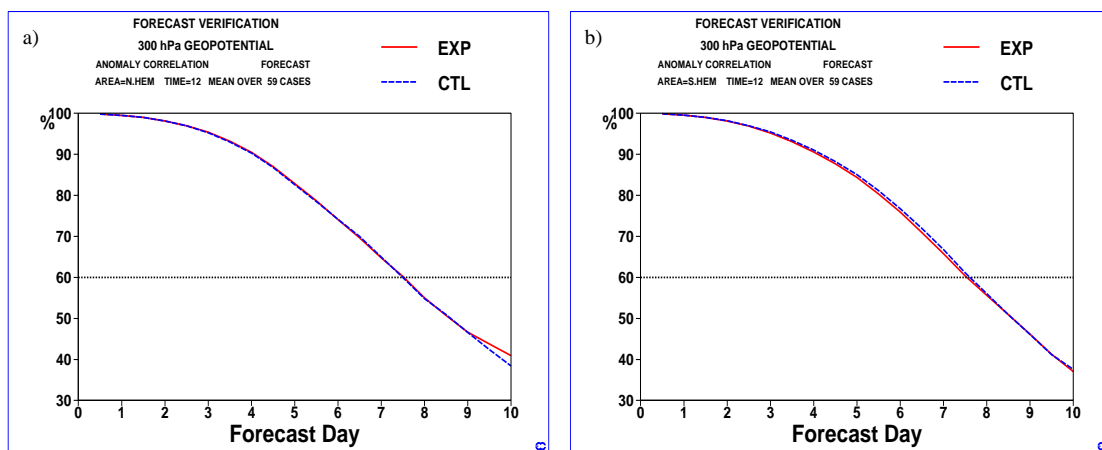 a)
FORECAST VERIFICATION
300 hPa GEOPOTENTIAL
ANOMALY CORRELATION FORECAST
AREA=N.HEM TIME=12 MEAN OVER 59 CASES
EXP
CTL
%
100
90
80
70
60
50
40
30
0 1 2 3 4 5 6 7 8 9 10
Forecast Day
b)
FORECAST VERIFICATION
300 hPa GEOPOTENTIAL
ANOMALY CORRELATION FORECAST
AREA=S.HEM TIME=12 MEAN OVER 59 CASES
EXP
CTL
%
100
90
80
70
60
50
40
30
0 1 2 3 4 5 6 7 8 9 10
Forecast Day